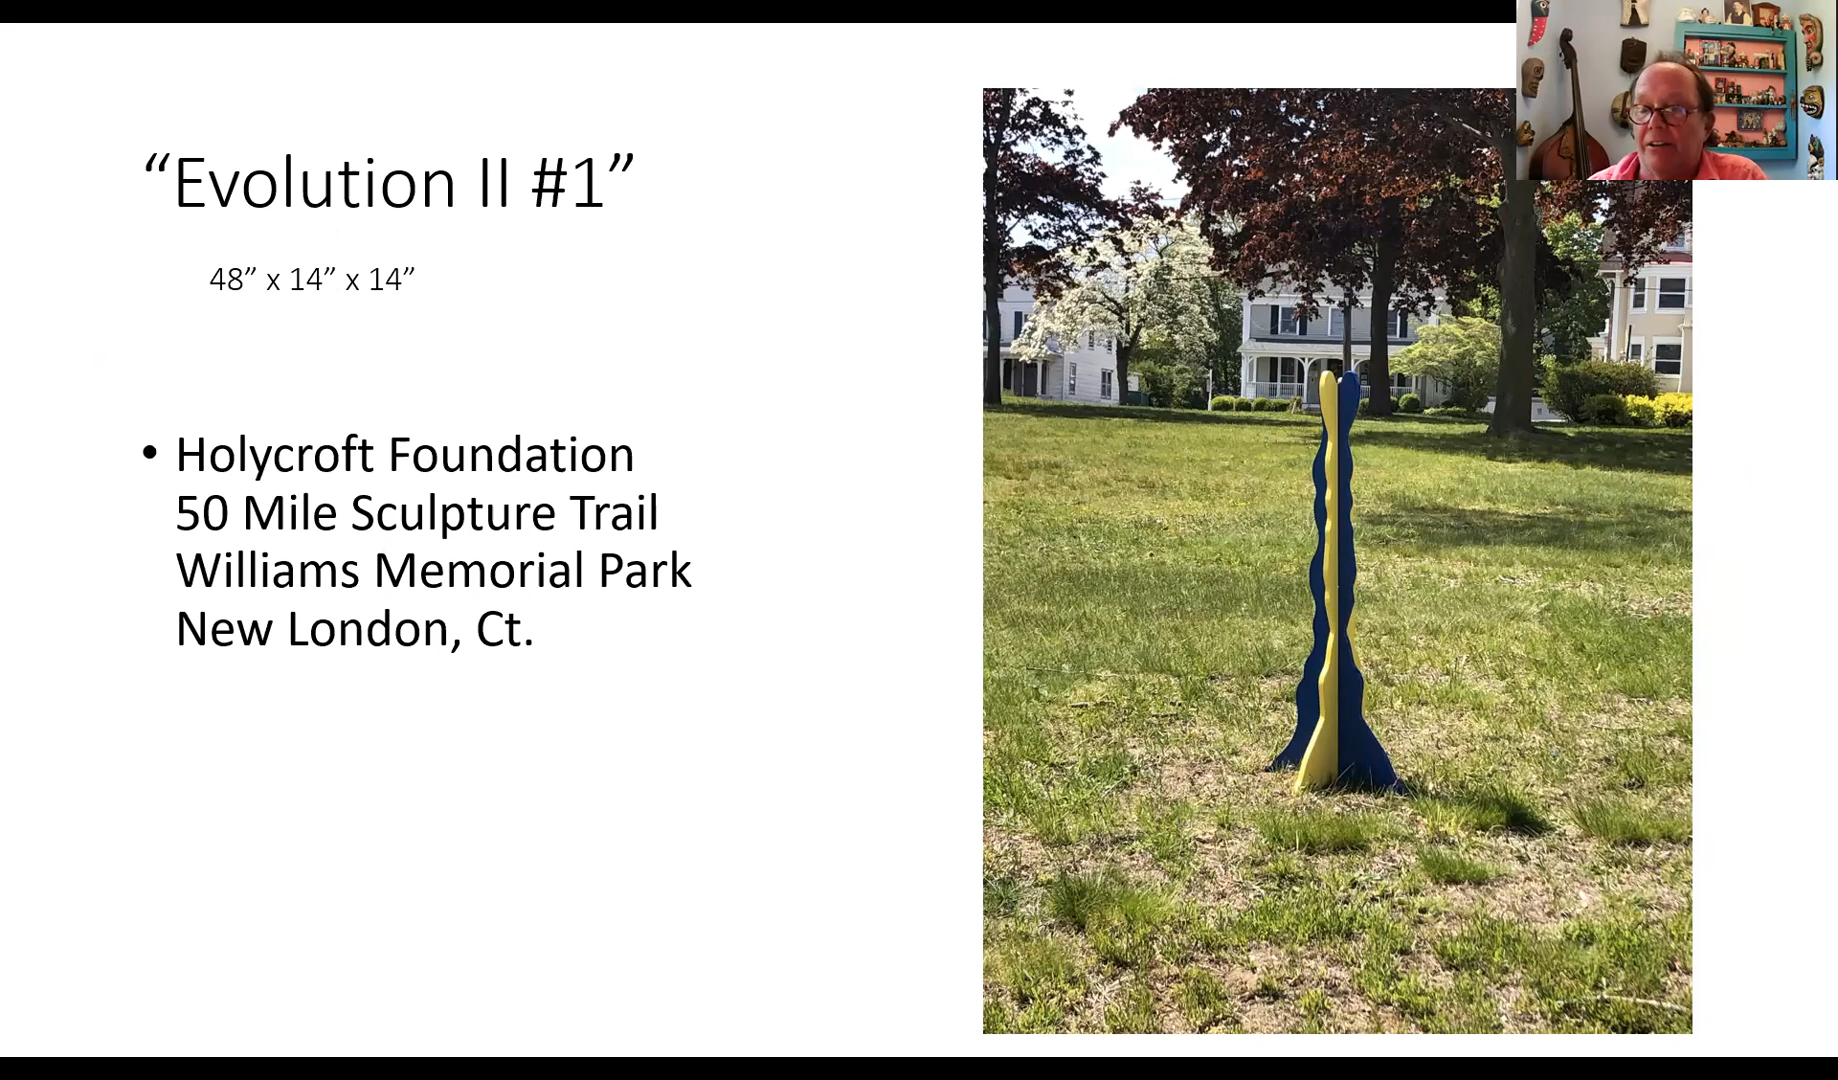 “Evolution II #1”
48” x 14” x 14”
• Holycroft Foundation
50 Mile Sculpture Trail
Williams Memorial Park
New London, Ct.